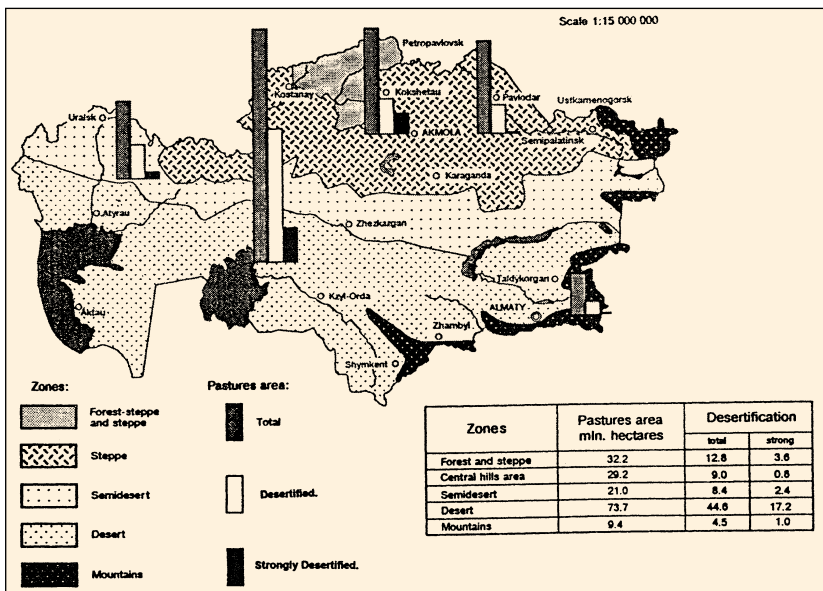 Scale 1:15 000 000
Petropavlovsk
Kostanay
Kokshetau
Pavlodar
Ustkamenogorsk
Uralsk
AKMOLA
Semipalatinsk
Karaganda
Atyrau
Zhezkazgan
Taldykorgan
Aktau
Kzyl-Orda
ALMATY
Zhambyl
Shymkent
Zones:
Forest-steppe
and steppe
Steppe
Semidesert
Desert
Mountains
Pastures area:
Total
Desertified.
Strongly Desertified.
Zones Pastures area mln. hectares Desertification
total strong
Forest and steppe 32.2 12.8 3.6
Central hills area 29.2 9.0 0.8
Semidesert 21.0 8.4 2.4
Desert 73.7 44.6 17.2
Mountains 9.4 4.5 1.0